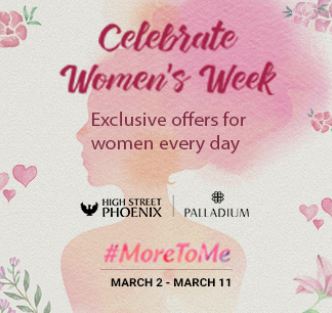 Celebrate
Women's Week
Exclusive offers for
women every day
HIGH STREET
PHOENIX
PALLADIUM
#MoreToMe
MARCH 2 - MARCH 11